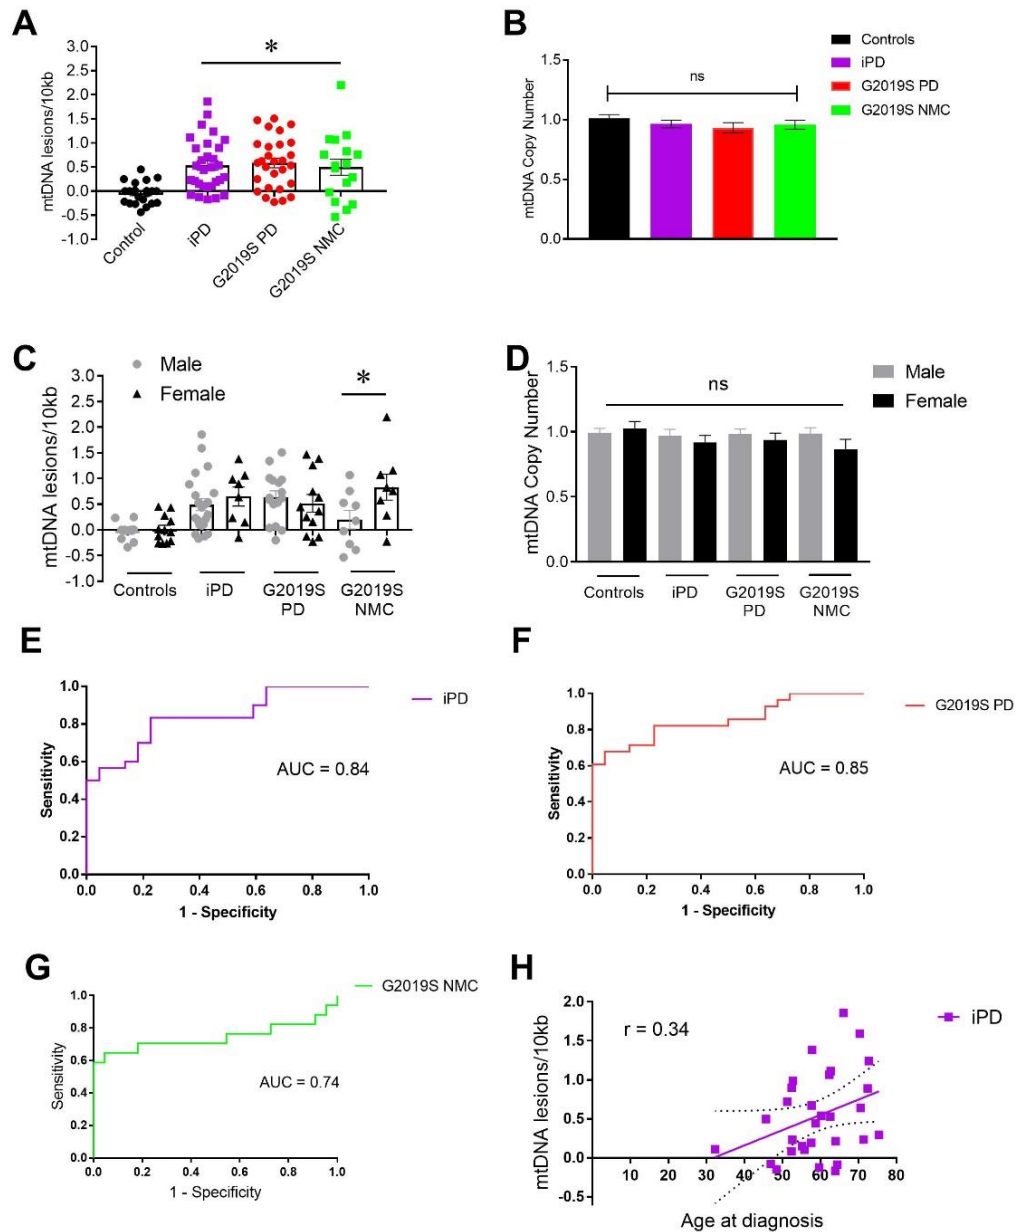 A
mtDNA lesions/10kb
3.0
2.5
2.0
1.5
1.0
0.5
0.0
-0.5
-1.0
*
Control
iPD
G2019S PD
G2019S NMC
B
mtDNA Copy Number
1.5
1.0
0.5
0.0
ns
Controls
iPD
G2019S PD
G2019S NMC
C
Male
Female
mtDNA lesions/10kb
3.0
2.5
2.0
1.5
1.0
0.5
0.0
-0.5
-1.0
*
Controls
iPD
G2019S
PD
G2019S
NMC
D
mtDNA Copy Number
1.5
1.0
0.5
0.0
ns
Male
Female
Controls
iPD
G2019S
PD
G2019S
NMC
E
Sensitivity
1.0
0.8
0.6
0.4
0.2
0.0
iPD
AUC = 0.84
0.0 0.2 0.4 0.6 0.8 1.0
1 - Specificity
F
Sensitivity
1.0
0.8
0.6
0.4
0.2
0.0
G2019S PD
AUC = 0.85
0.0 0.2 0.4 0.6 0.8 1.0
1 - Specificity
G
Sensitivity
1.0
0.8
0.6
0.4
0.2
0.0
G2019S NMC
AUC = 0.74
0.0 0.2 0.4 0.6 0.8 1.0
1 - Specificity
H
mtDNA lesions/10kb
2.0
1.5
1.0
0.5
0.0
-0.5
r = 0.34
iPD
10 20 30 40 50 60 70 80
Age at diagnosis